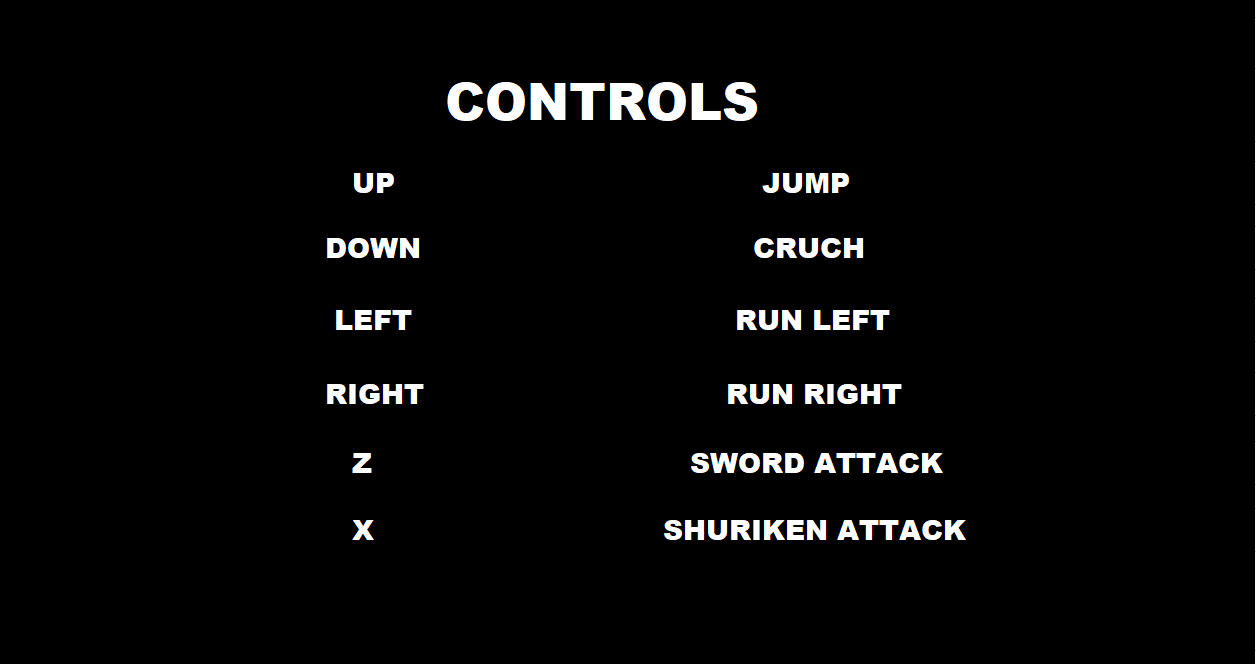 CONTROLS
UP JUMP
DOWN CRUCH
LEFT RUN LEFT
RIGHT RUN RIGHT
Z SWORD ATTACK
X SHURIKEN ATTACK